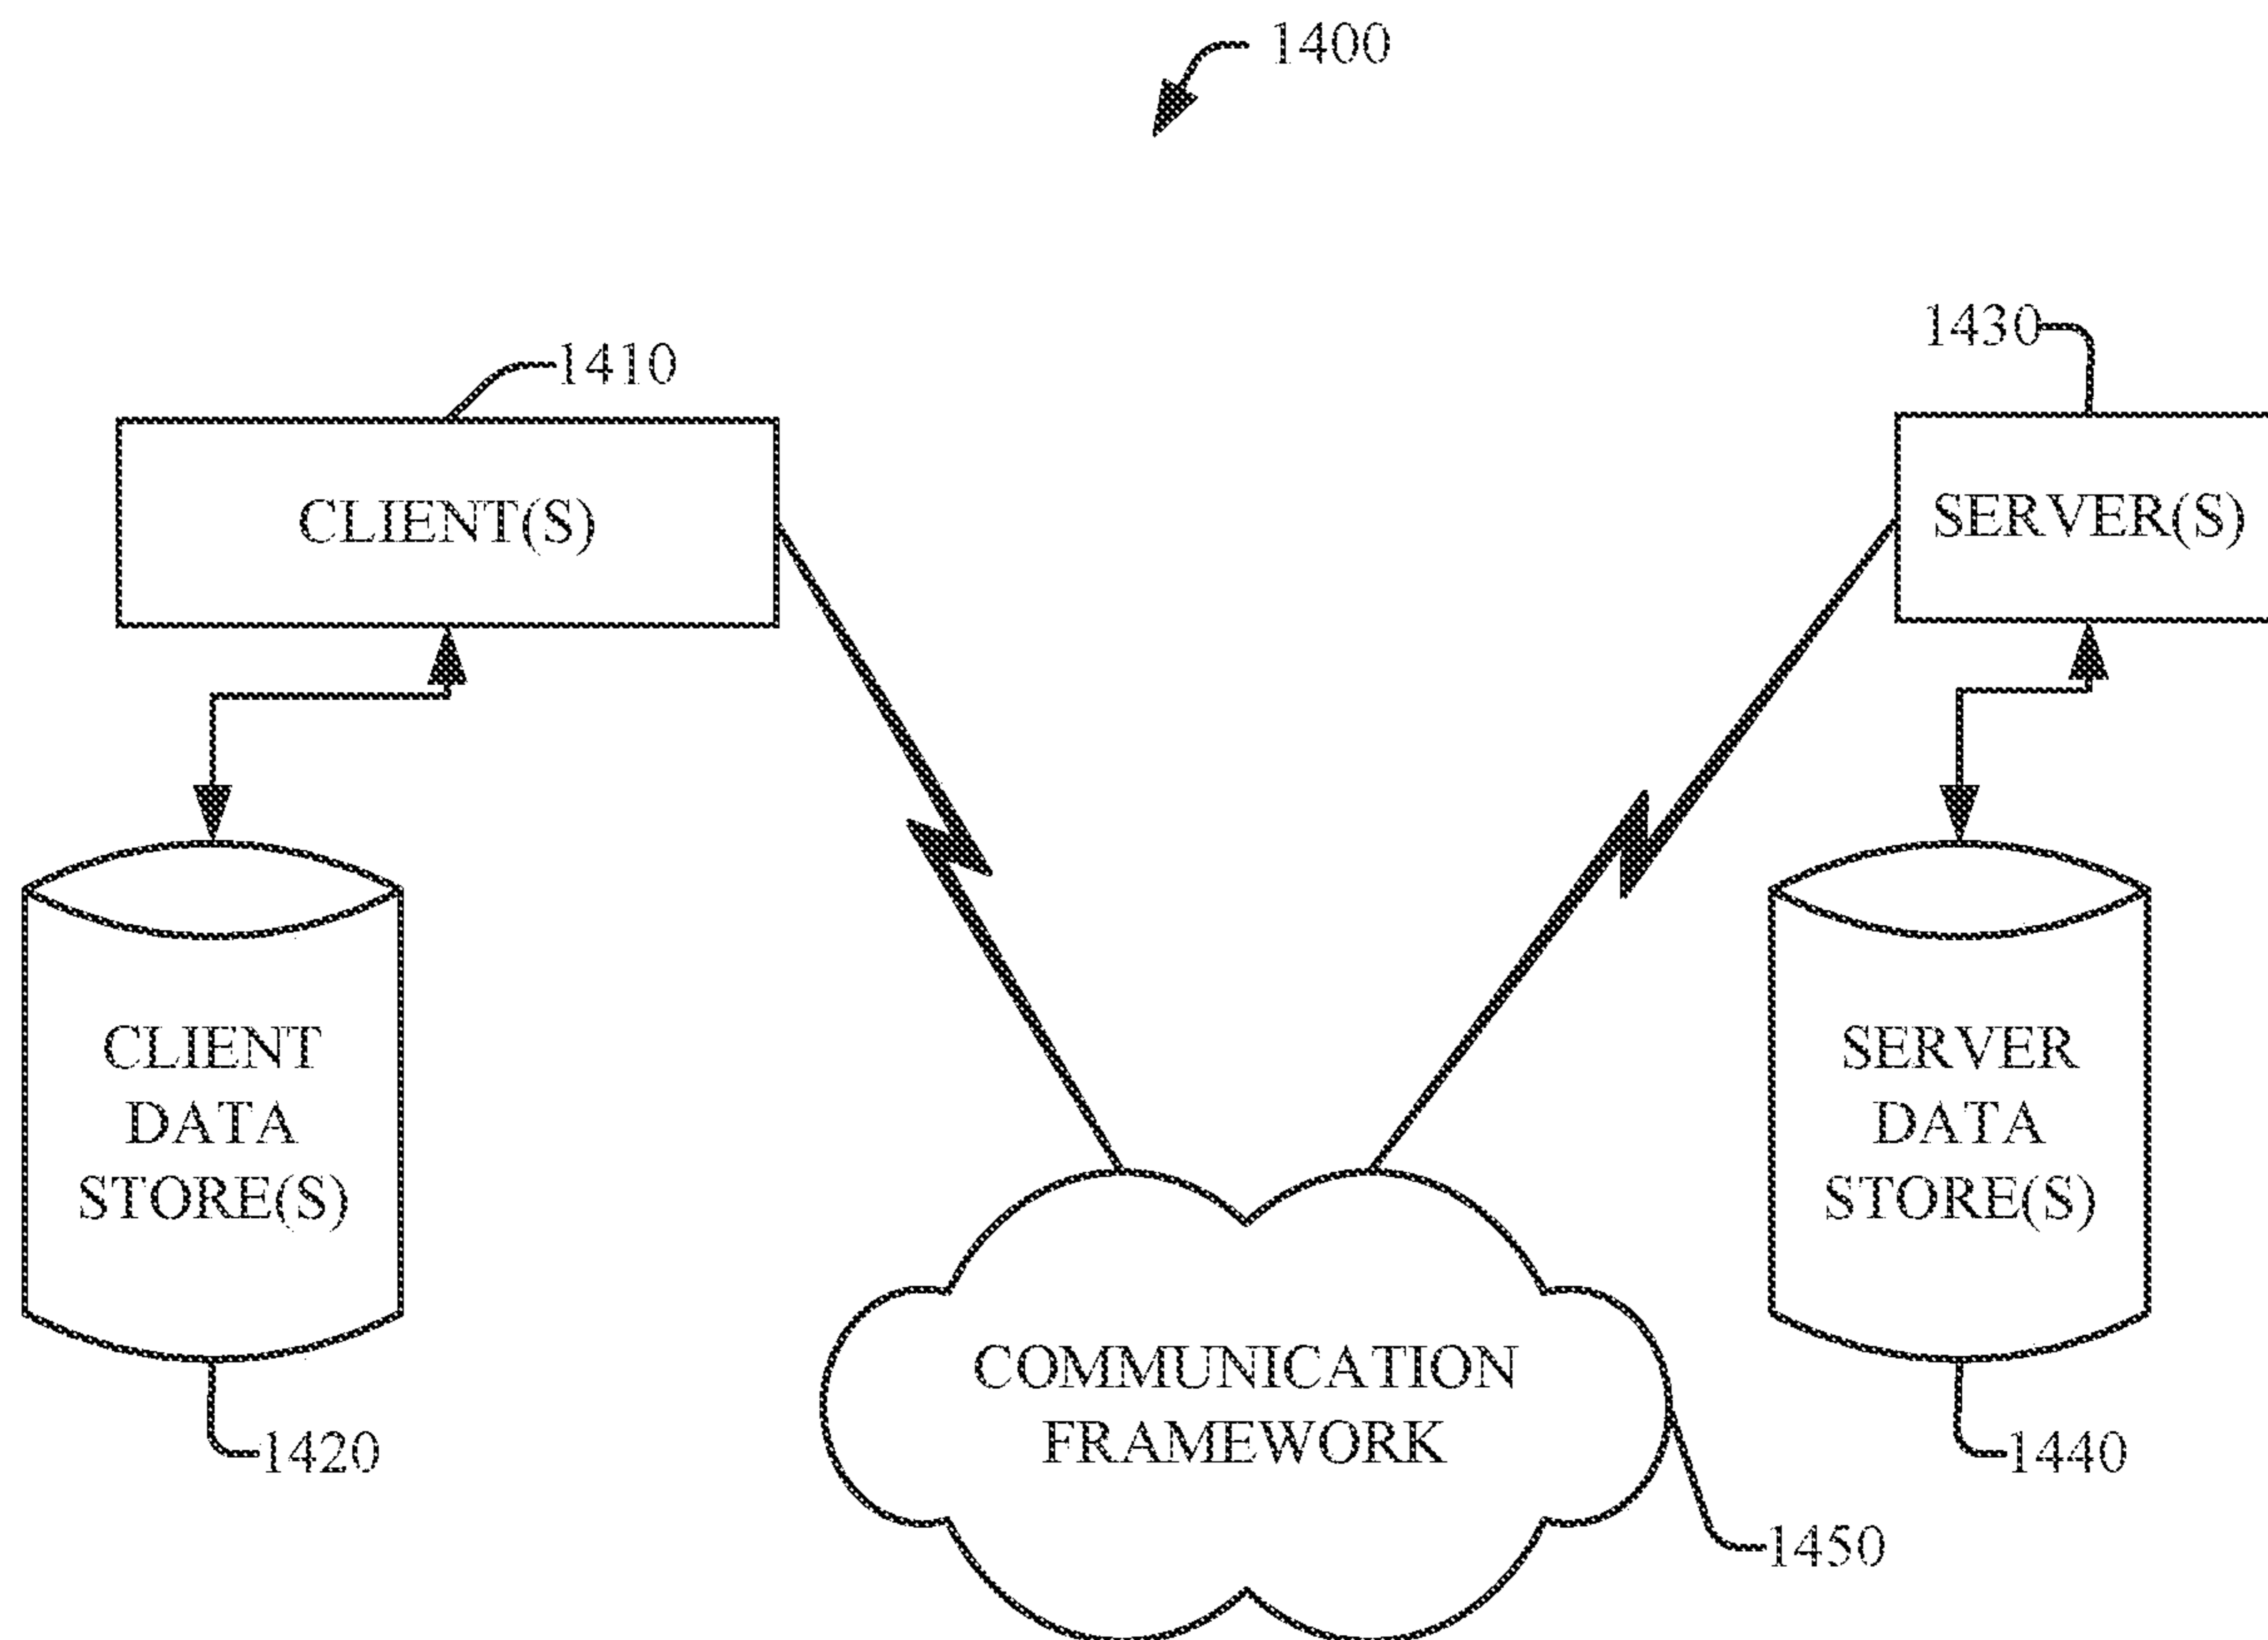 1400
1410
1430
CLIENT(S)
SERVER(S)
CLIENT
DATA
STORE(S)
SERVER
DATA
STORE(S)
COMMUNICATION
FRAMEWORK
1420
1440
1450